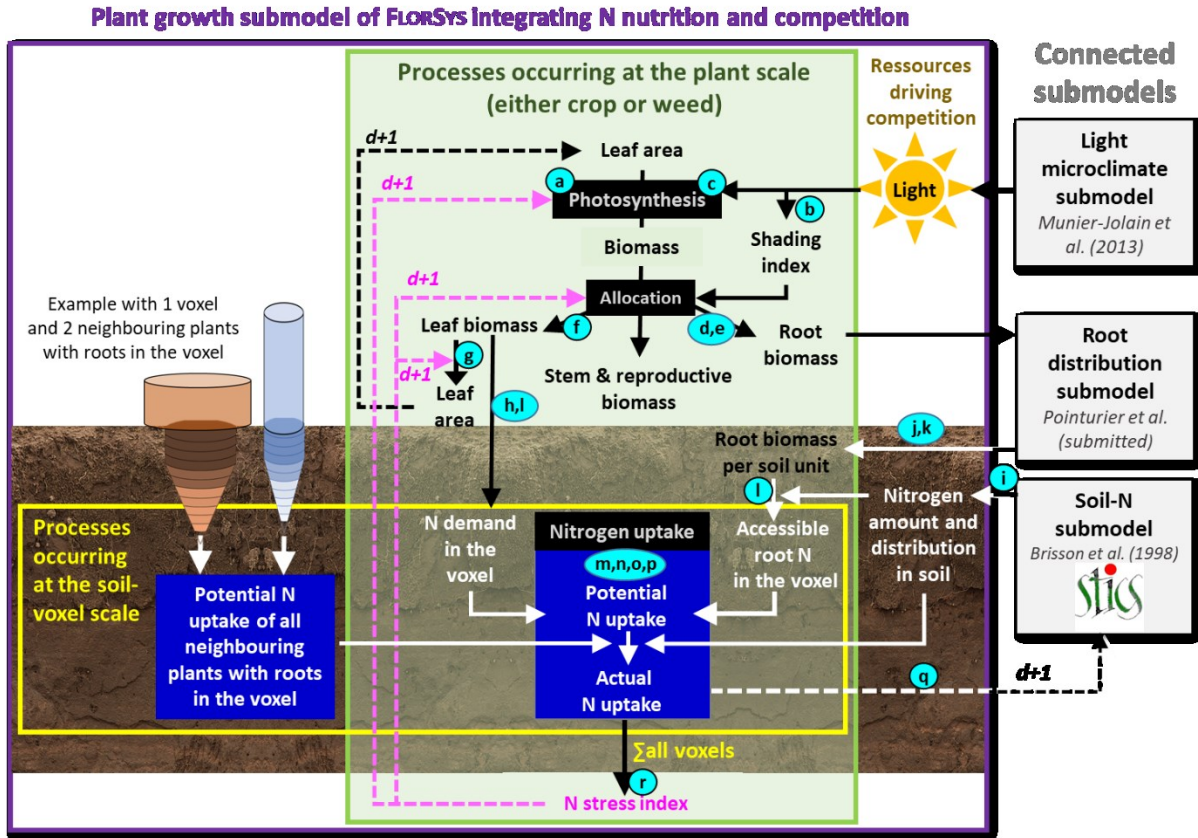 Plant growth submodel of FLORSYS integrating N nutrition and competition
Processes occurring at the plant scale
(either crop or weed)
Ressources
driving
competition
Connected
submodels
d+1
Leaf area
a
c
Photosynthesis
Light
Light
microclimate
submodel
Munier-Jolain et
al. (2013)
d+1
b
Biomass
Shading
index
d+1
Allocation
Example with 1 voxel
and 2 neighbouring plants
with roots in the voxel
Leaf biomass
f
d,e
Root
biomass
g
d+1
Leaf
area
Stem & reproductive
biomass
h,l
Root
distribution
submodel
Pointurier et al.
(submitted)
j,k
Root biomass
per soil unit
l
i
Nitrogen
amount and
distribution
in soil
Soil-N
submodel
Brisson et al. (1998)
stics
Processes
occurring
at the soil-
voxel scale
N demand
in the
voxel
Nitrogen uptake
m,n,o,p
Accessible
root N
in the voxel
Potential
N uptake
Actual
N uptake
Potential N
uptake of all
neighbouring
plants with roots
in the voxel
q
d+1
∑all voxels
r
N stress index